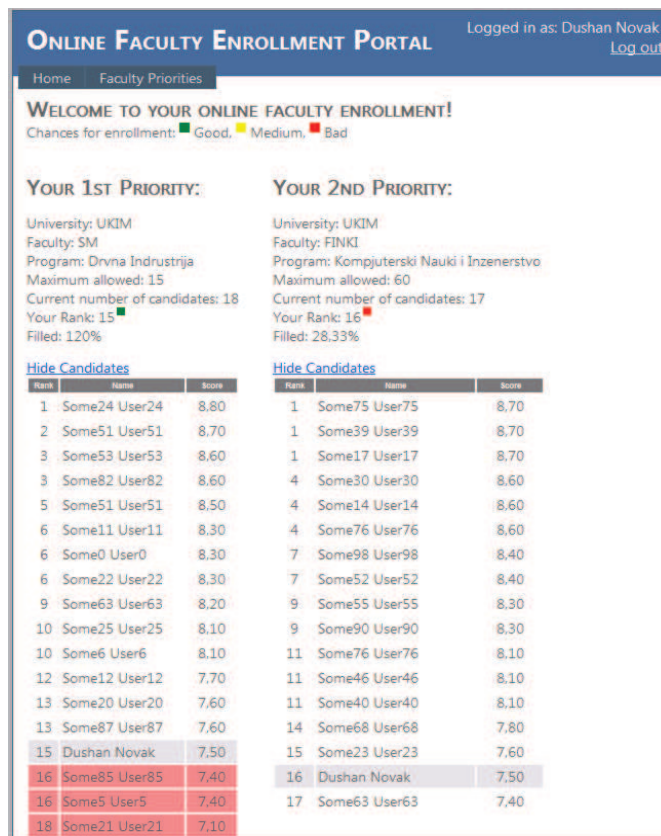 ONLINE FACULTY ENROLLMENT PORTAL
Logged in as: Dushan Novak
Log out
Home Faculty Priorities
WELCOME TO YOUR ONLINE FACULTY ENROLLMENT!
Chances for enrollment: Good, Medium, Bad
YOUR 1ST PRIORITY:
University: UKIM
Faculty: SM
Program: Drvna Indrustrija
Maximum allowed: 15
Current number of candidates: 18
Your Rank: 15
Filled: 120%
Hide Candidates
Rank Name Score
1 Some24 User24 8,80
2 Some51 User51 8,70
3 Some53 User53 8,60
3 Some82 User82 8,60
5 Some51 User51 8,50
6 Some11 User11 8,30
6 Some0 User0 8,30
6 Some22 User22 8,30
9 Some63 User63 8,20
10 Some25 User25 8,10
10 Some6 User6 8,10
12 Some12 User12 7,70
13 Some20 User20 7,60
13 Some87 User87 7,60
15 Dushan Novak 7,50
16 Some85 User85 7,40
16 Some5 User5 7,40
18 Some21 User21 7,10
YOUR 2ND PRIORITY:
University: UKIM
Faculty: FINKI
Program: Kompjuterski Nauki i Inzenerstvo
Maximum allowed: 60
Current number of candidates: 17
Your Rank: 16
Filled: 28.33%
Hide Candidates
Rank Name Score
1 Some75 User75 8,70
1 Some39 User39 8,70
1 Some17 User17 8,70
4 Some30 User30 8,60
4 Some14 User14 8,60
4 Some76 User76 8,60
7 Some98 User98 8,40
7 Some52 User52 8,40
9 Some55 User55 8,30
9 Some90 User90 8,30
11 Some76 User76 8,10
11 Some46 User46 8,10
11 Some40 User40 8,10
14 Some68 User68 7,80
15 Some23 User23 7,60
16 Dushan Novak 7,50
17 Some63 User63 7,40